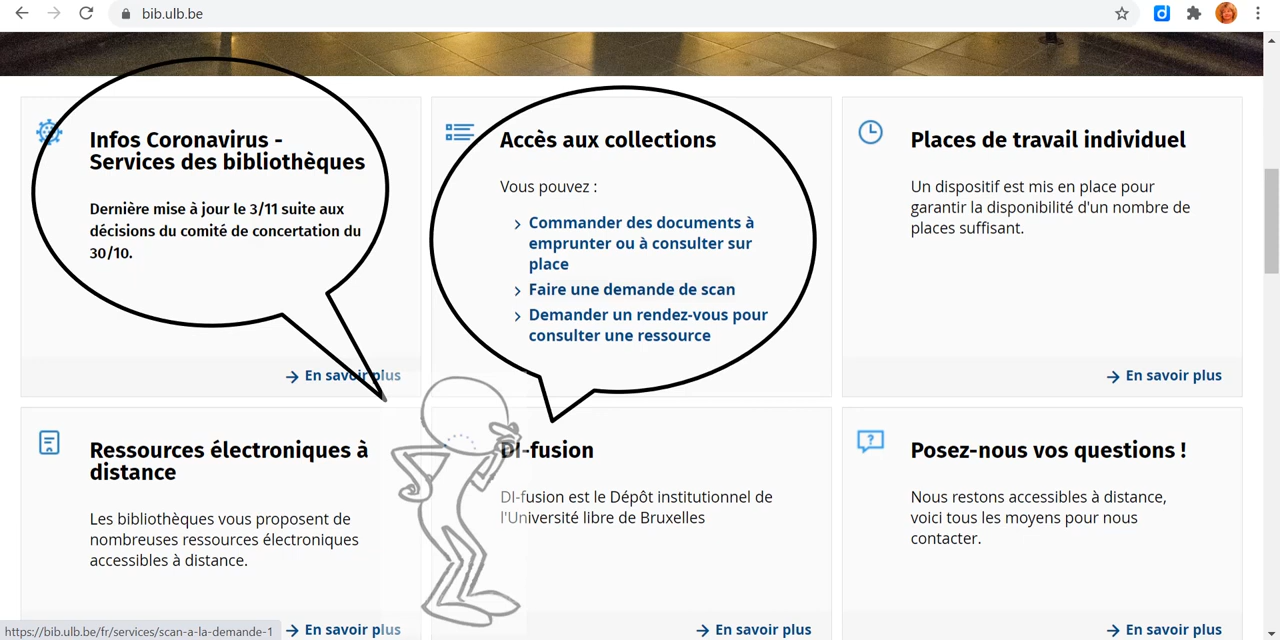 bib.ulb.be
Infos Coronavirus -
Services des bibliothèques
Dernière mise à jour le 3/11 suite aux
décisions du comité de concertation du
30/10.
En savoir plus
Accès aux collections
Vous pouvez :
Commander des documents à
emprunter ou à consulter sur
place
Faire une demande de scan
Demander un rendez-vous pour
consulter une ressource
Places de travail individuel
Un dispositif est mis en place pour
garantir la disponibilité d'un nombre de
places suffisant.
En savoir plus
Ressources électroniques à
distance
Les bibliothèques vous proposent de
nombreuses ressources électroniques
accessibles à distance.
En savoir plus
DI-fusion
DI-fusion est le Dépôt institutionnel de
l'Université libre de Bruxelles
En savoir plus
Posez-nous vos questions !
Nous restons accessibles à distance,
voici tous les moyens pour nous
contacter.
En savoir plus
https://bib.ulb.be/fr/services/scan-a-la-demande-1